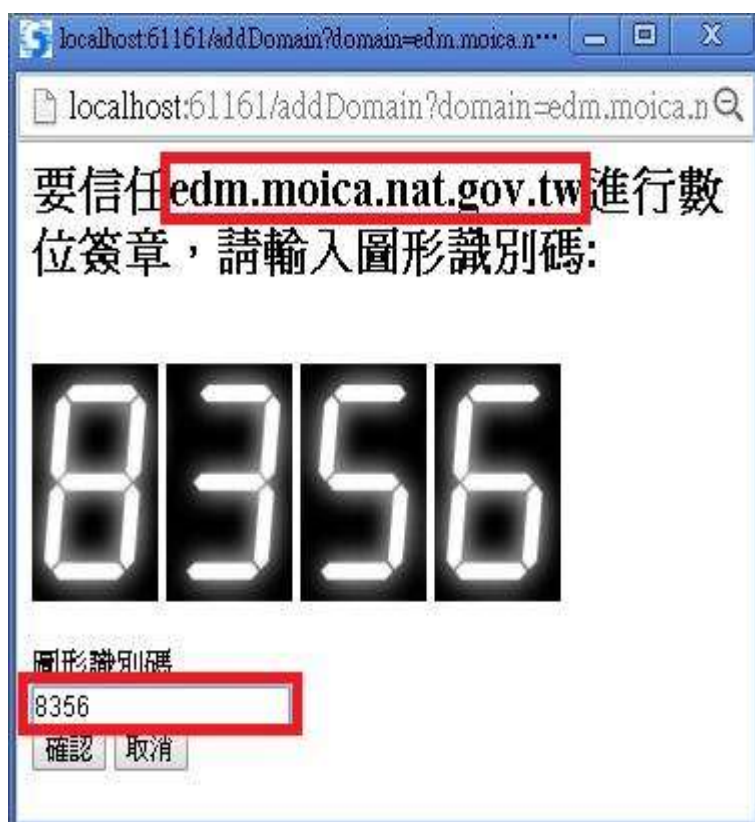 localhost:61161/addDomain?domain=edm.moica.n…
localhost:61161/addDomain?domain=edm.moica.n
要信任edm.moica.nat.gov.tw進行數
位簽章，請輸入圖形識別碼:
8356
圖形識別碼
8356
確認 取消